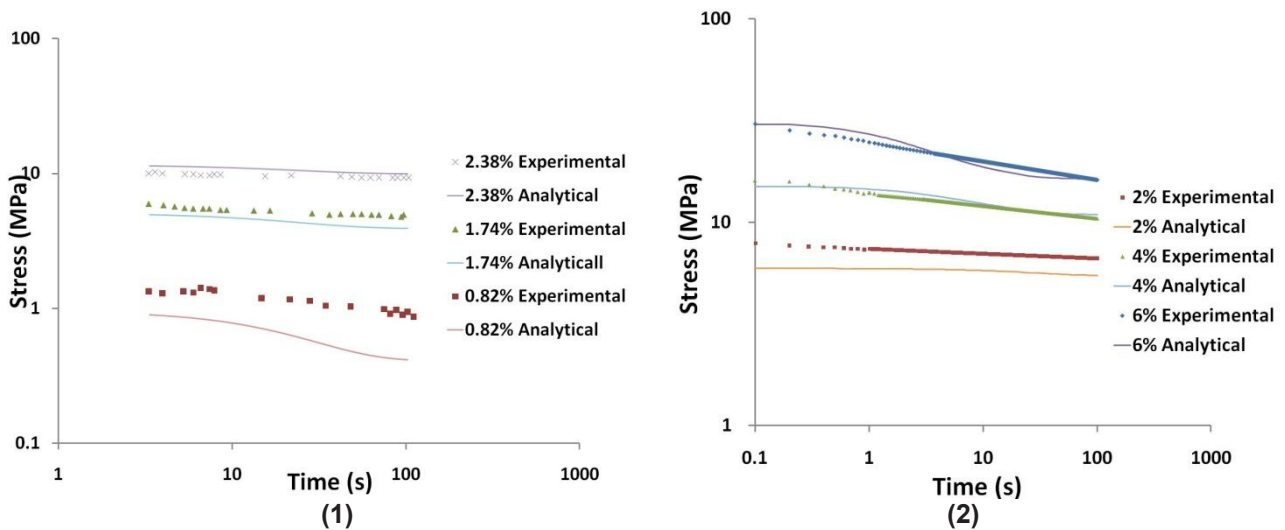 100
10
1
0.1
Stress (MPa)
1
10
100
1000
Time (s)
2.38% Experimental
2.38% Analytical
1.74% Experimental
1.74% Analyticall
0.82% Experimental
0.82% Analytical
(1)
100
10
1
Stress (MPa)
0.1
1
10
100
1000
Time (s)
2% Experimental
2% Analytical
4% Experimental
4% Analytical
6% Experimental
6% Analytical
(2)